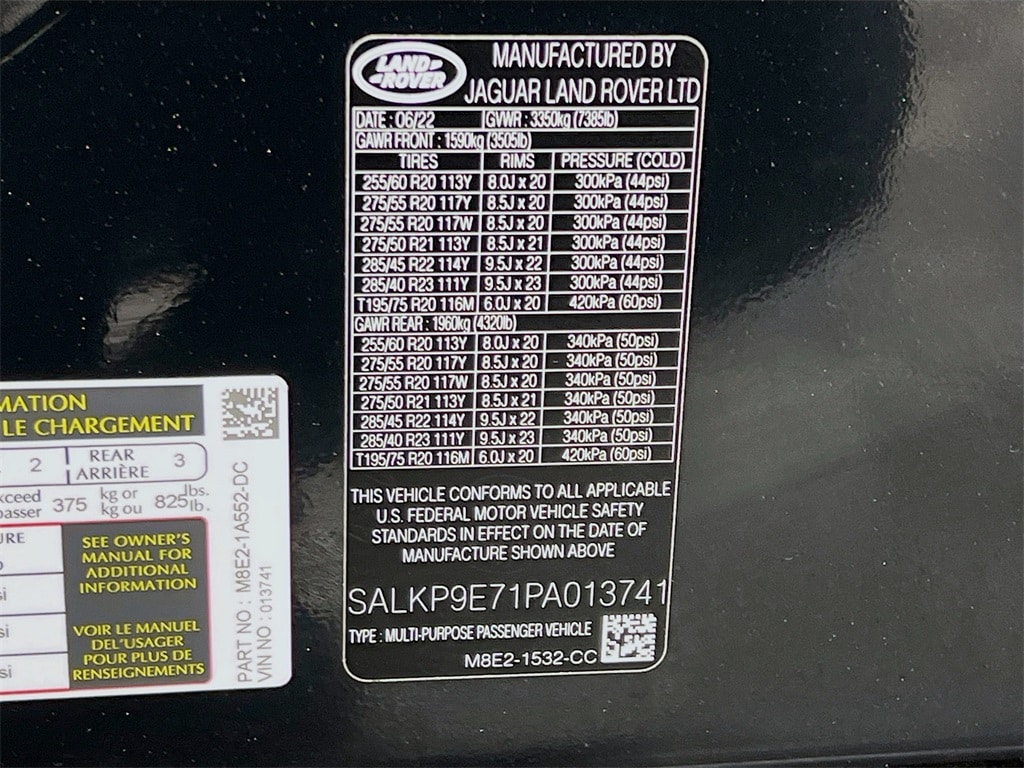 LAND ROVER
MANUFACTURED BY
JAGUAR LAND ROVER LTD
DATE : 06/22 GVWR : 3350kg (7385lb)
GAWR FRONT : 1590kg (3505lb)
TIRES RIMS PRESSURE (COLD)
255/60 R20 113Y 8.0J x 20 300kPa (44psi)
275/55 R20 117Y 8.5J x 20 300kPa (44psi)
275/55 R20 117W 8.5J x 20 300kPa (44psi)
275/50 R21 113Y 8.5J x 21 300kPa (44psi)
285/45 R22 114Y 9.5J x 22 300kPa (44psi)
285/40 R23 111Y 9.5J x 23 300kPa (44psi)
T195/75 R20 116M 6.0J x 20 420kPa (60psi)
GAWR REAR : 1960kg (4320lb)
255/60 R20 113Y 8.0J x 20 340kPa (50psi)
275/55 R20 117Y 8.5J x 20 340kPa (50psi)
275/55 R20 117W 8.5J x 20 340kPa (50psi)
275/50 R21 113Y 8.5J x 21 340kPa (50psi)
285/45 R22 114Y 9.5J x 22 340kPa (50psi)
285/40 R23 111Y 9.5J x 23 340kPa (50psi)
T195/75 R20 116M 6.0J x 20 420kPa (60psi)
THIS VEHICLE CONFORMS TO ALL APPLICABLE
U.S. FEDERAL MOTOR VEHICLE SAFETY
STANDARDS IN EFFECT ON THE DATE OF
MANUFACTURE SHOWN ABOVE
SALKP9E71PA013741
TYPE : MULTI-PURPOSE PASSENGER VEHICLE
M8E2-1532-CC
MATION
LE CHARGEMENT
2 REAR 3
ARRIÈRE
xceed 375 kg or 825 lbs.
passer kg ou lb.
URE
SEE OWNER'S
MANUAL FOR
ADDITIONAL
INFORMATION
si
VOIR LE MANUEL
DEL'USAGER
POUR PLUS DE
RENSEIGNEMENTS
si
PART NO : M8E2-1A552-DC
VIN NO : 013741